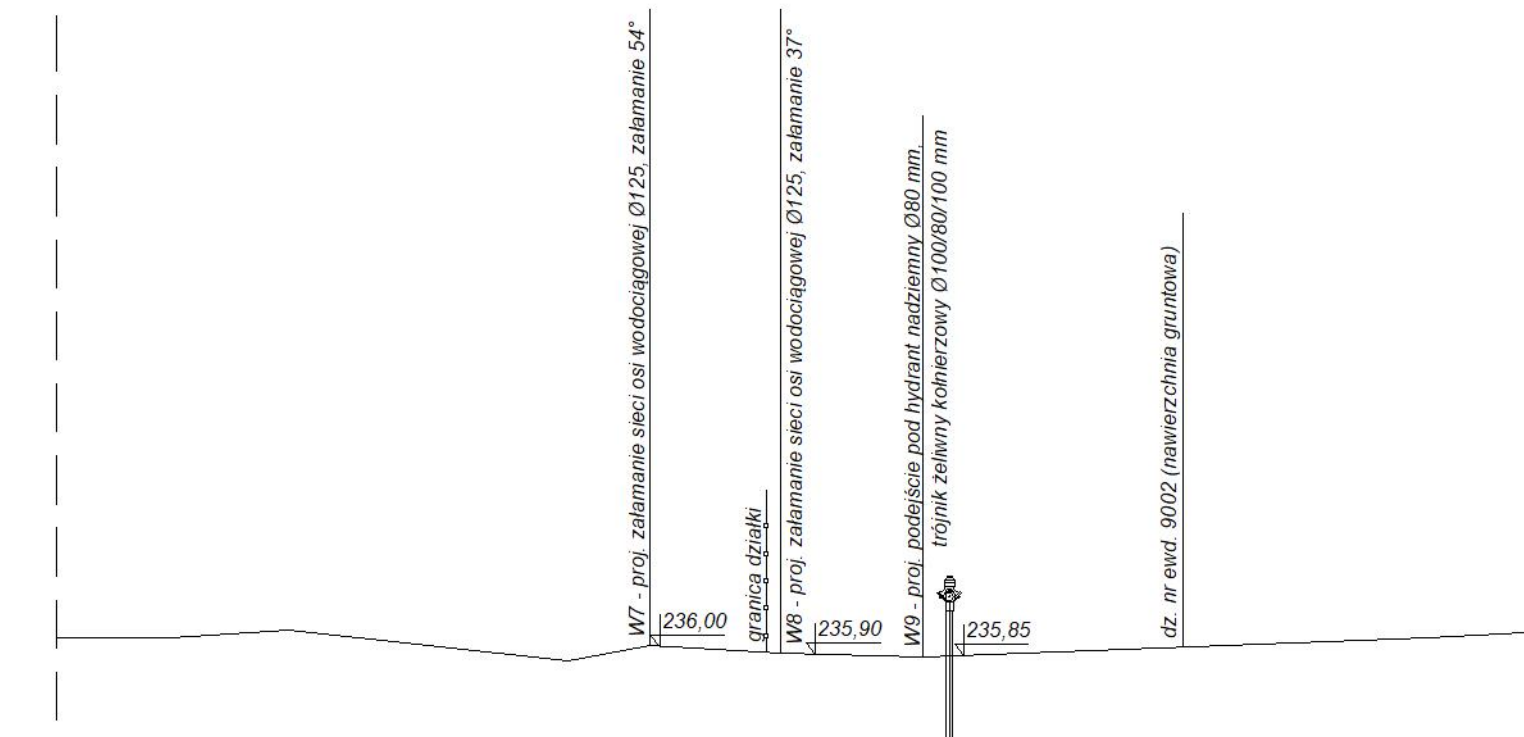 W7 - proj. załamanie sieci osi wodociągowej Ø125, załamanie 54°
236,00
granica działki
W8 - proj. załamanie sieci osi wodociągowej Ø125, załamanie 37°
235,90
W9 - proj. podejście pod hydrant nadziemny Ø80 mm,
trójnik żeliwny kołnierzowy Ø100/80/100 mm
235,85
dz. nr ewd. 9002 (nawierzchnia gruntowa)